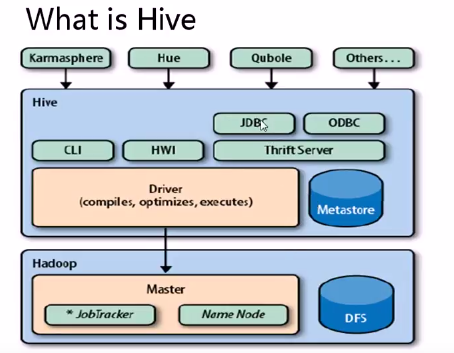 What is Hive
Karmasphere
Hue
Qubole
Others...
Hive
JDBC
ODBC
CLI
HWI
Thrift Server
Driver
(compiles, optimizes, executes)
Metastore
Hadoop
Master
* JobTracker
Name Node
DFS